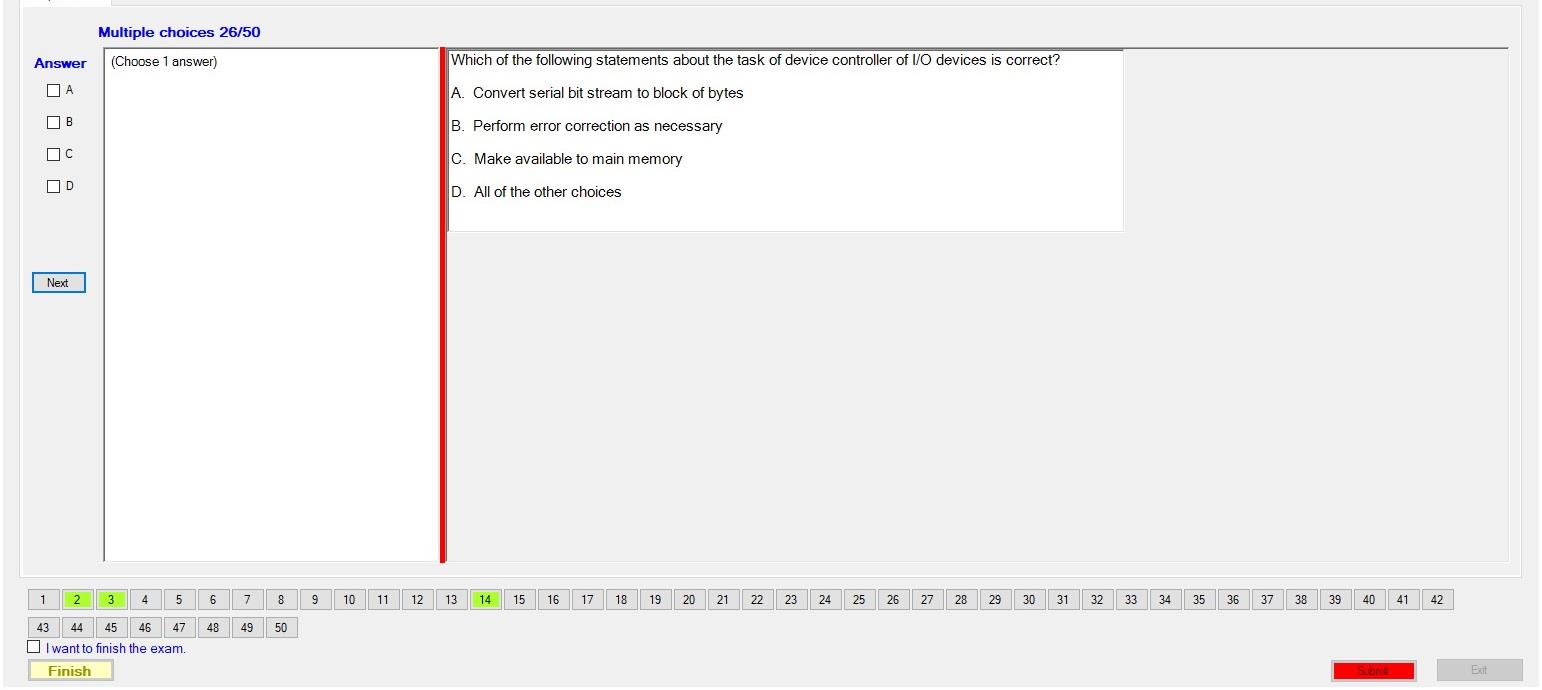 Multiple choices 26/50
Answer
(Choose 1 answer)
A
B
C
D
Next
Which of the following statements about the task of device controller of I/O devices is correct?
A. Convert serial bit stream to block of bytes
B. Perform error correction as necessary
C. Make available to main memory
D. All of the other choices
1 2 3 4 5 6 7 8 9 10 11 12 13 14 15 16 17 18 19 20 21 22 23 24 25 26 27 28 29 30 31 32 33 34 35 36 37 38 39 40 41 42
43 44 45 46 47 48 49 50
I want to finish the exam.
Finish
Submit
Exit